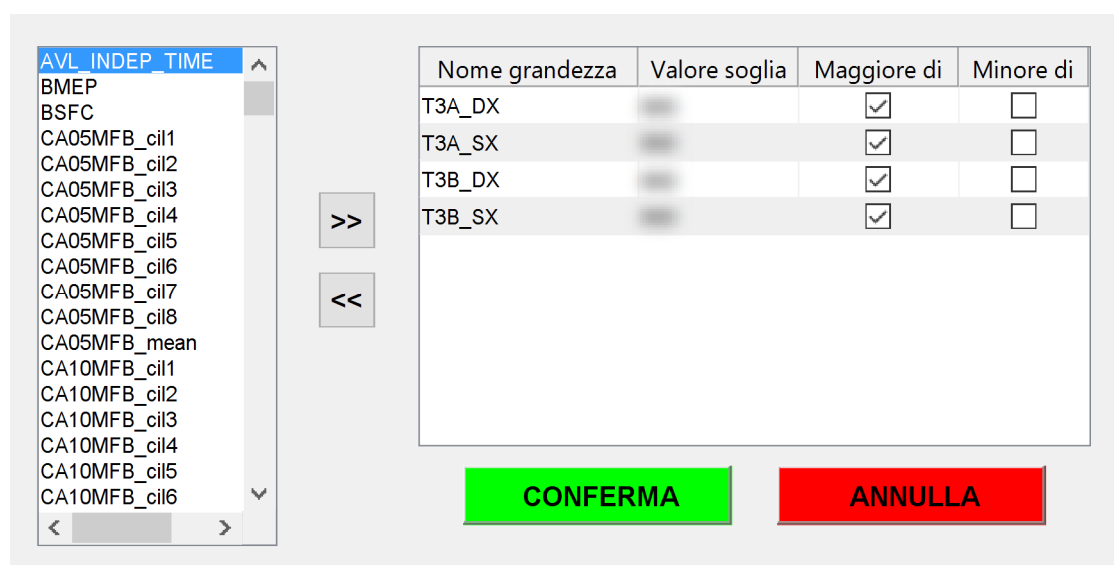 AVL_INDEP_TIME
BMEP
BSFC
CA05MFB_cil1
CA05MFB_cil2
CA05MFB_cil3
CA05MFB_cil4
CA05MFB_cil5
CA05MFB_cil6
CA05MFB_cil7
CA05MFB_cil8
CA05MFB_mean
CA10MFB_cil1
CA10MFB_cil2
CA10MFB_cil3
CA10MFB_cil4
CA10MFB_cil5
CA10MFB_cil6
>>
<<
Nome grandezza Valore soglia Maggiore di Minore di
T3A_DX
T3A_SX
T3B_DX
T3B_SX
CONFERMA ANNULLA